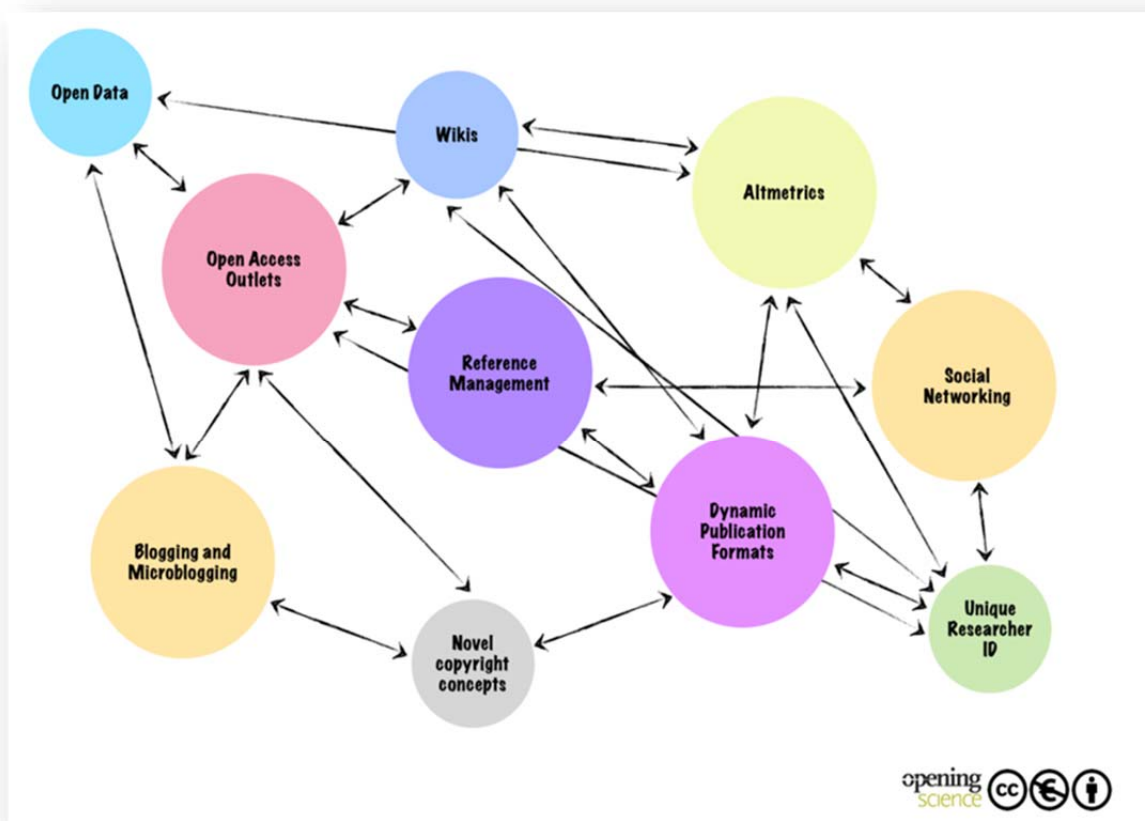 Open Data
Wikis
Altmetrics
Open Access
Outlets
Reference
Management
Social
Networking
Dynamic
Publication
Formats
Blogging and
Microblogging
Novel
copyright
concepts
Unique
Researcher
ID
opening
science
cc